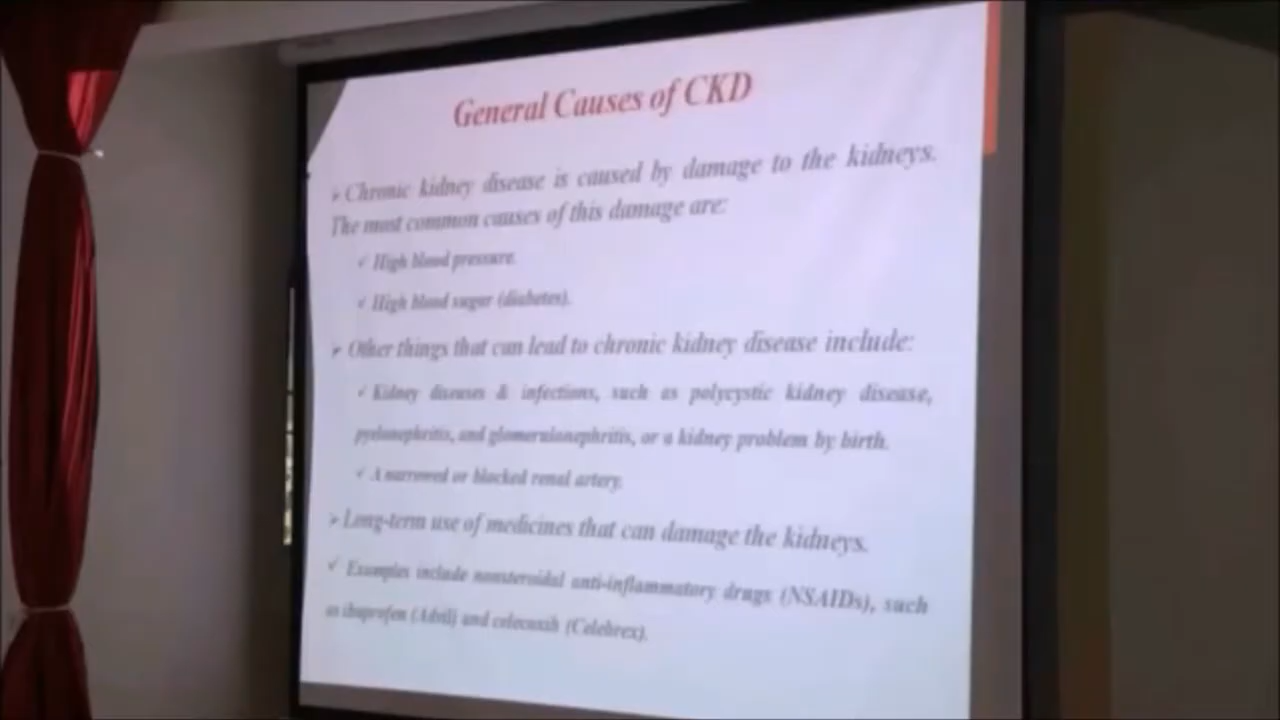 General Causes of CKD
➢ Chronic kidney disease is caused by damage to the kidneys.
The most common causes of this damage are:
✓ High blood pressure.
✓ High blood sugar (diabetes).
➢ Other things that can lead to chronic kidney disease include:
✓ Kidney diseases & infections, such as polycystic kidney disease,
pyelonephritis, and glomerulonephritis, or a kidney problem by birth.
✓ A narrowed or blocked renal artery.
➢ Long-term use of medicines that can damage the kidneys.
✓ Examples include nonsteroidal anti-inflammatory drugs (NSAIDs), such
as ibuprofen (Advil) and celecoxib (Celebrex).